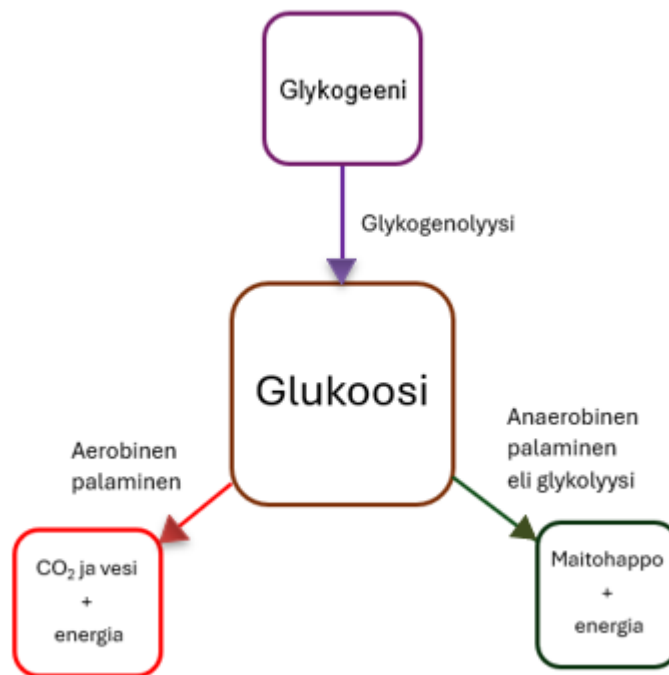 Glykogeeni
Glykogenolyysi
Glukoosi
Aerobinen
palaminen
Anaerobinen
palaminen
eli glykolyysi
CO₂ ja vesi
+
energia
Maitohappo
+
energia